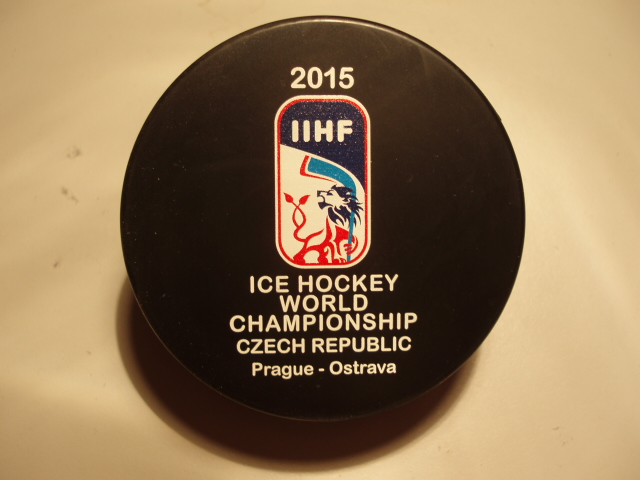 2015
IIHF
ICE HOCKEY
WORLD
CHAMPIONSHIP
CZECH REPUBLIC
Prague - Ostrava